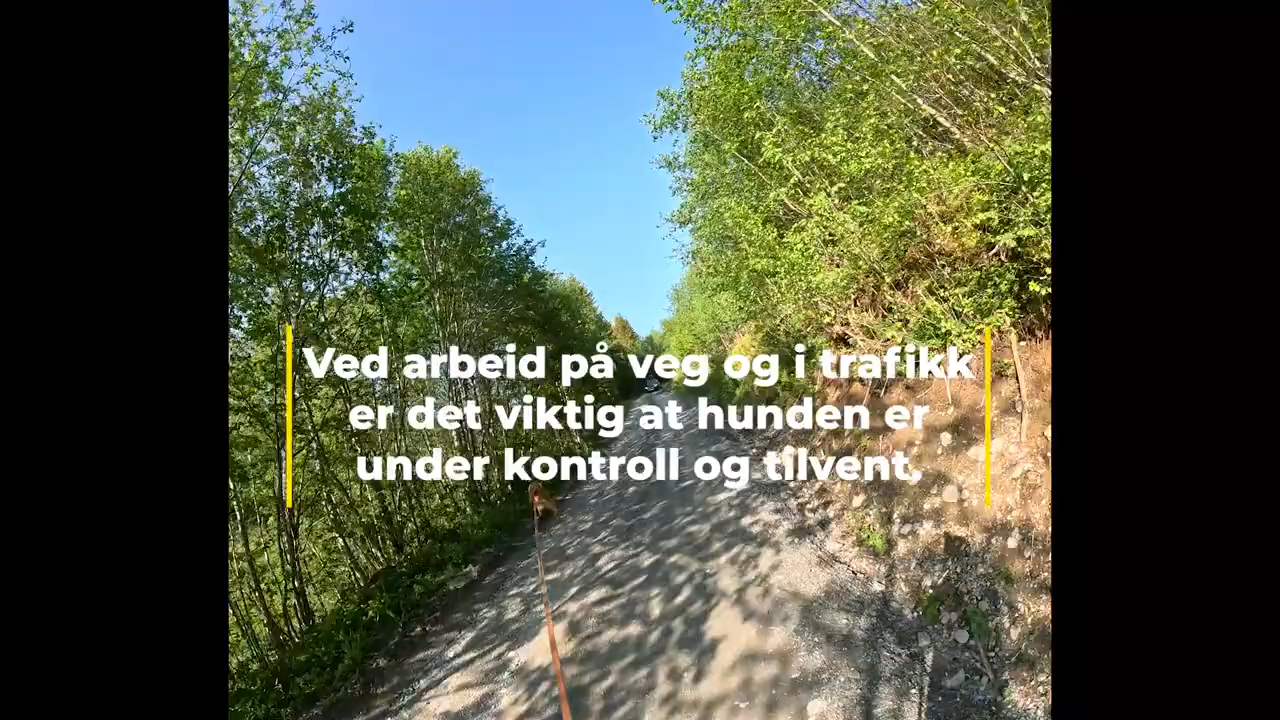 Ved arbeid på veg og i trafikk
er det viktig at hunden er
under kontroll og tilvent,